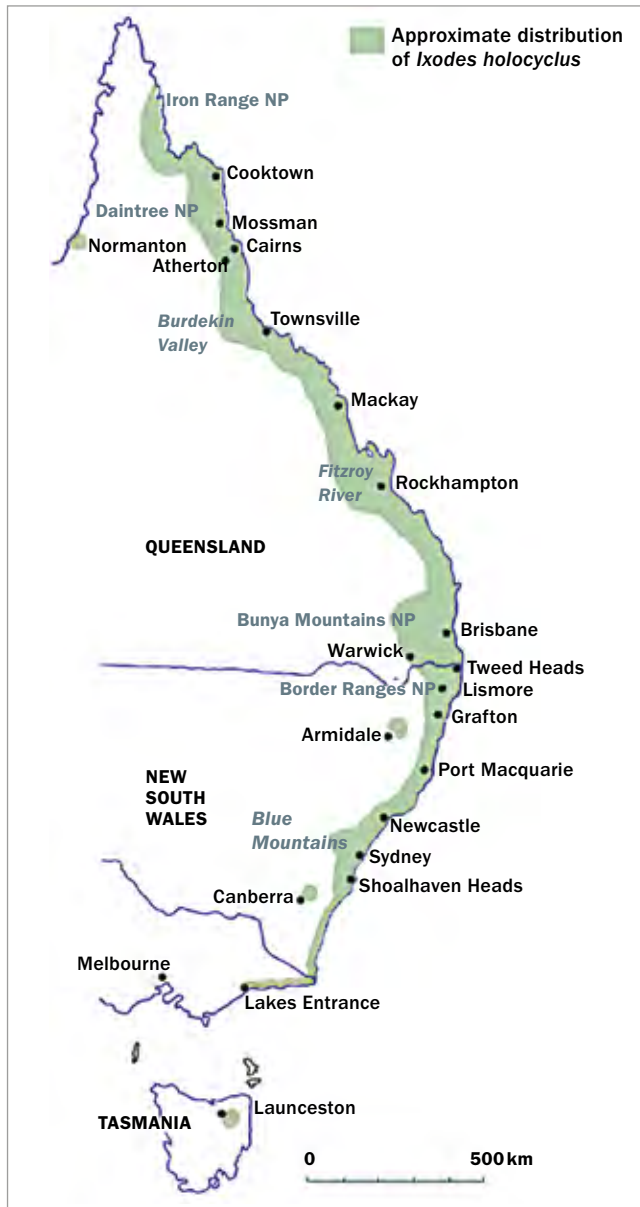 Approximate distribution
of Ixodes holocyclus
Iron Range NP
Cooktown
Daintree NP
Mossman
Normanton
Cairns
Atherton
Burdekin
Valley
Townsville
Mackay
Fitzroy
River
Rockhampton
QUEENSLAND
Bunya Mountains NP
Brisbane
Warwick
Tweed Heads
Border Ranges NP
Lismore
Grafton
Armidale
Port Macquarie
NEW
SOUTH
WALES
Newcastle
Blue
Mountains
Sydney
Shoalhaven Heads
Canberra
Melbourne
Lakes Entrance
Launceston
TASMANIA
0 500 km